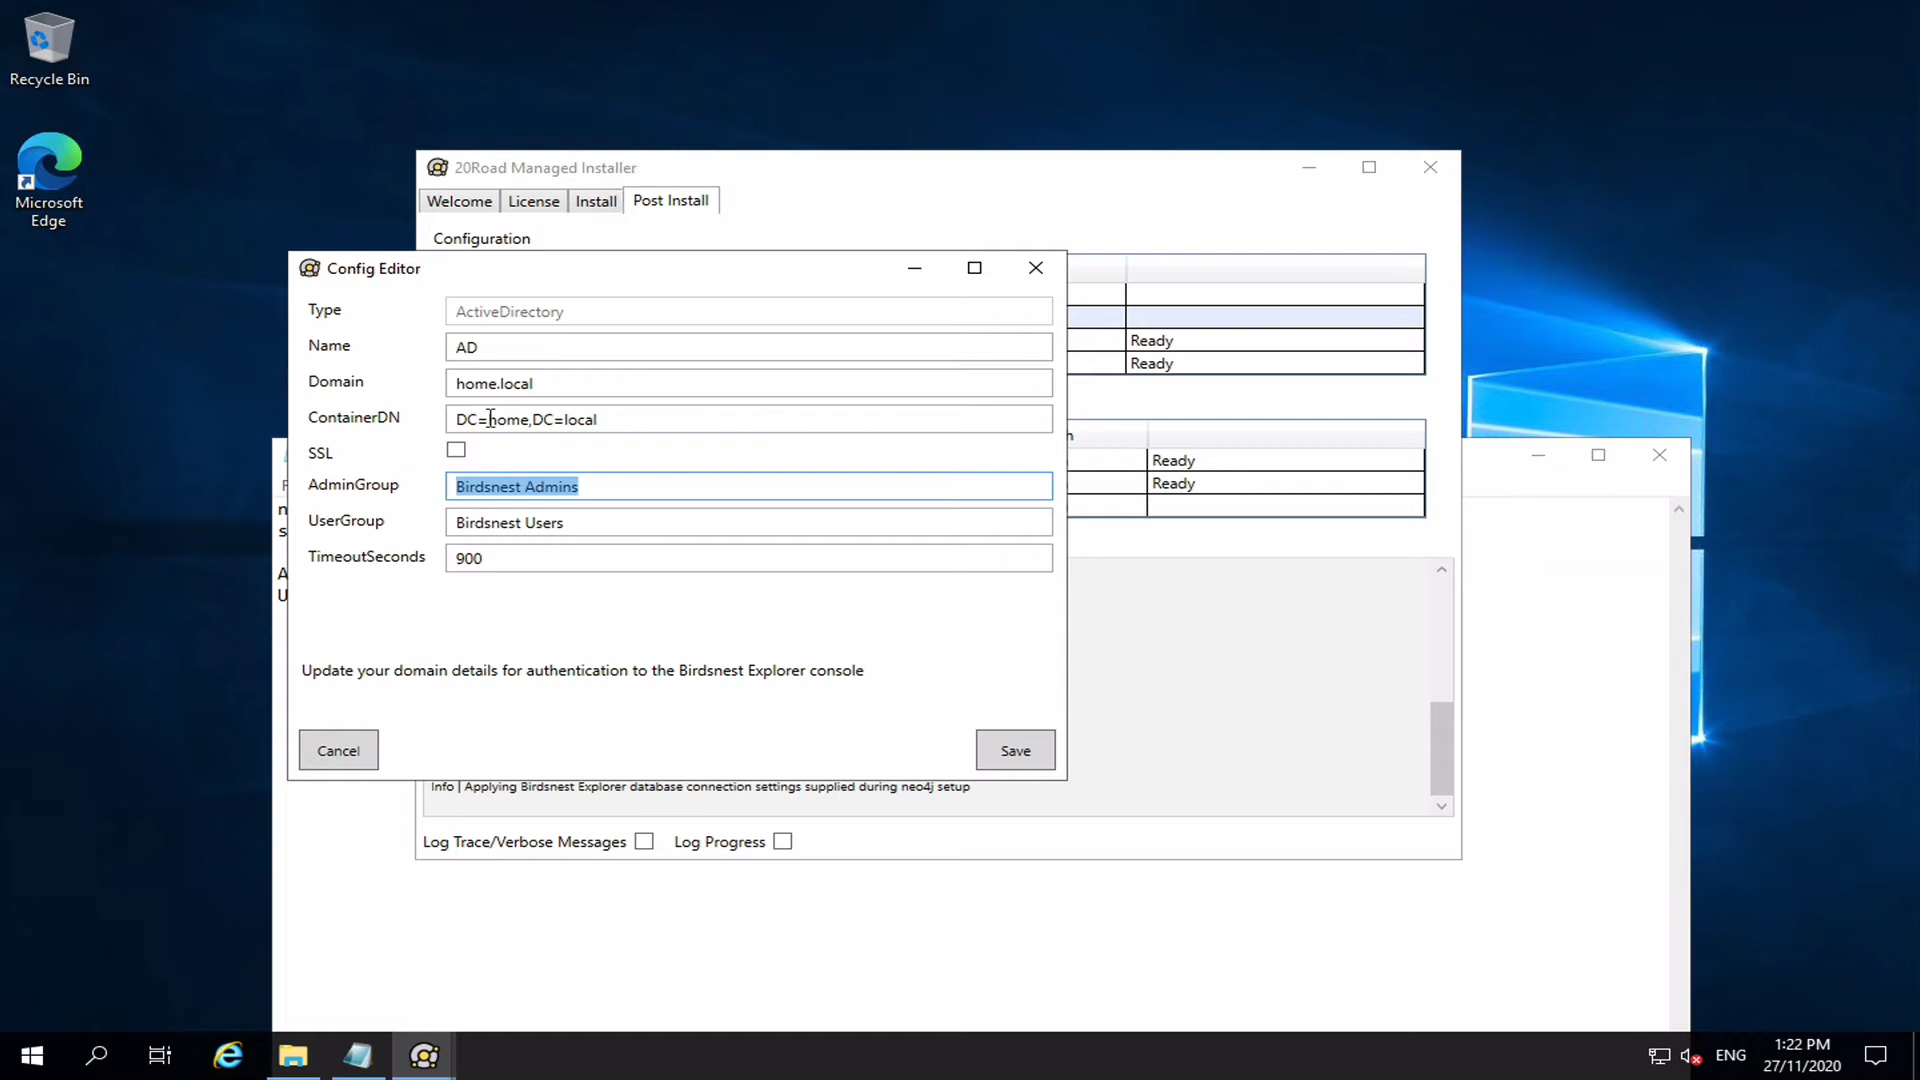 Recycle Bin
Microsoft
Edge
20Road Managed Installer
Welcome
License
Install
Post Install
Configuration
Config Editor
Type
ActiveDirectory
Name
AD
Domain
home.local
ContainerDN
DC=home,DC=local
SSL
AdminGroup
Birdsnest Admins
UserGroup
Birdsnest Users
TimeoutSeconds
900
Update your domain details for authentication to the Birdsnest Explorer console
Cancel
Save
Ready
Ready
Ready
Ready
Info | Applying Birdsnest Explorer database connection settings supplied during neo4j setup
Log Trace/Verbose Messages
Log Progress
ENG
1:22 PM
27/11/2020